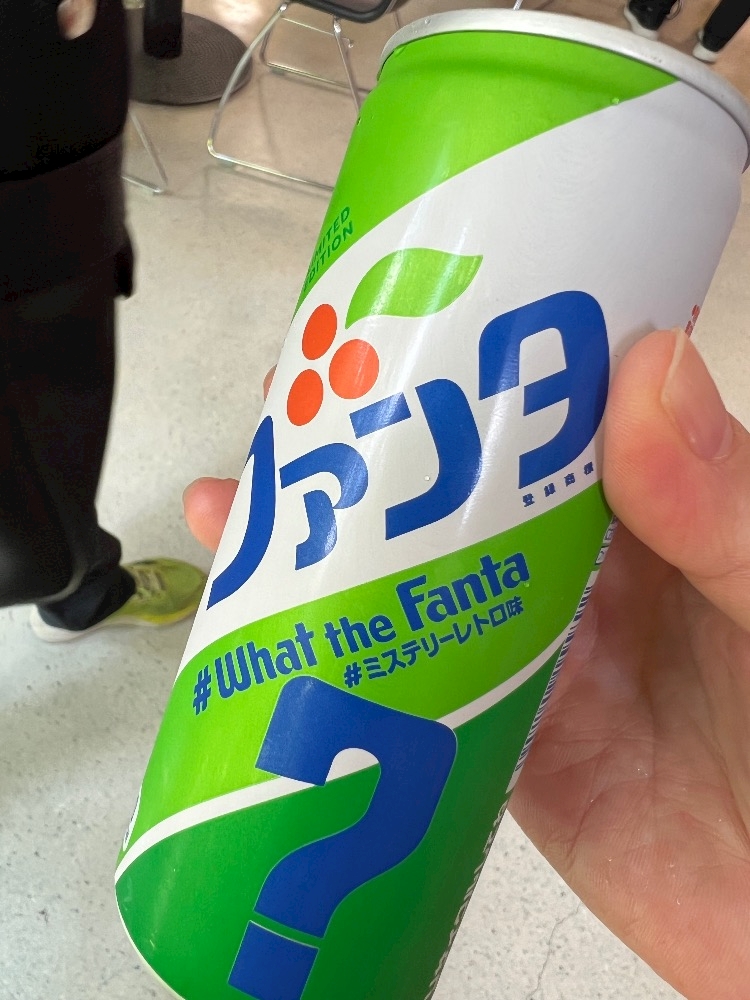 LIMITED
EDITION
ファンタ
登録商標
#What the Fanta
#ミステリーレトロ味
?